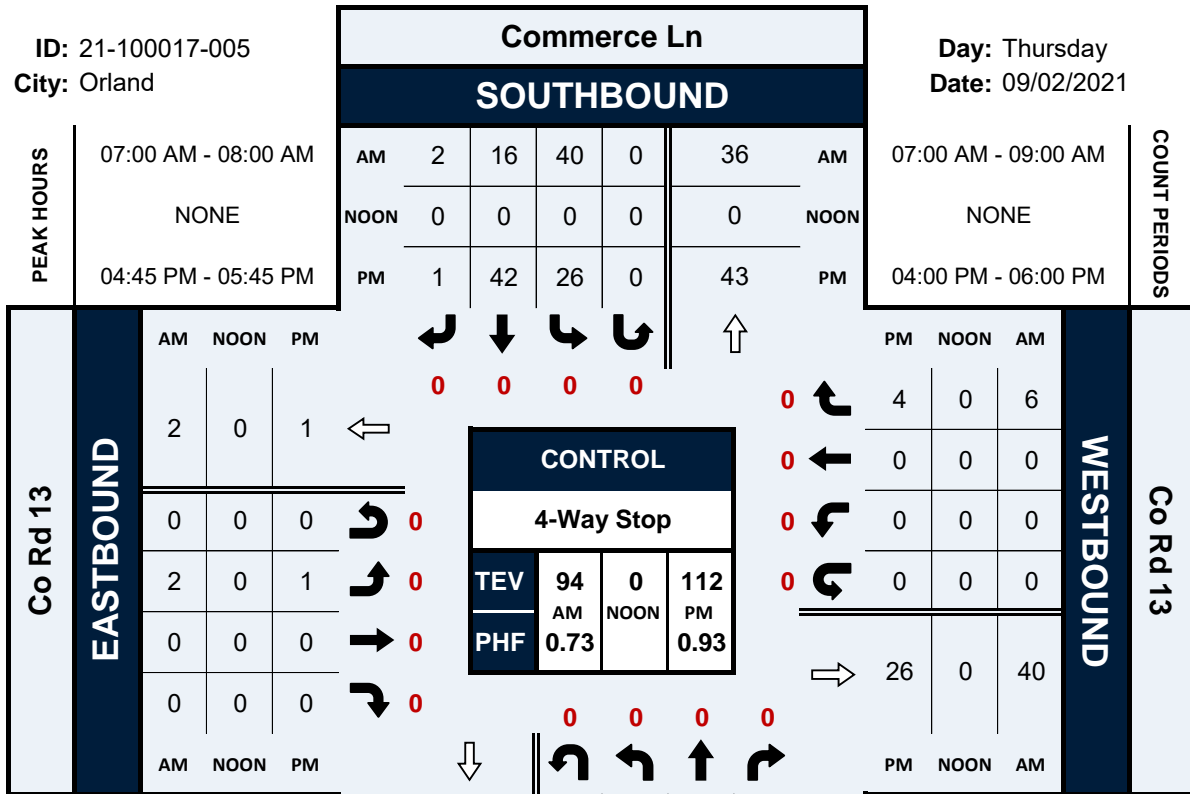 Commerce Ln
ID: 21-100017-005
City: Orland
Day: Thursday
Date: 09/02/2021
SOUTHBOUND
PEAK HOURS
07:00 AM - 08:00 AM
NONE
04:45 PM - 05:45 PM
AM 2 16 40 0 36 AM
NOON 0 0 0 0 0 NOON
PM 1 42 26 0 43 PM
07:00 AM - 09:00 AM
NONE
04:00 PM - 06:00 PM
COUNT PERIODS
0 0 0 0
Co Rd 13
EASTBOUND
AM NOON PM
2 0 1
0 0 0 0
2 0 1 0
0 0 0 0
0 0 0 0
AM NOON PM
CONTROL
4-Way Stop
TEV 94 0 112
AM NOON PM
PHF 0.73 0.93
PM NOON AM
0 4 0 6
0 0 0 0
0 0 0 0
0 0 0 0
26 0 40
PM NOON AM
WESTBOUND
Co Rd 13
0 0 0 0